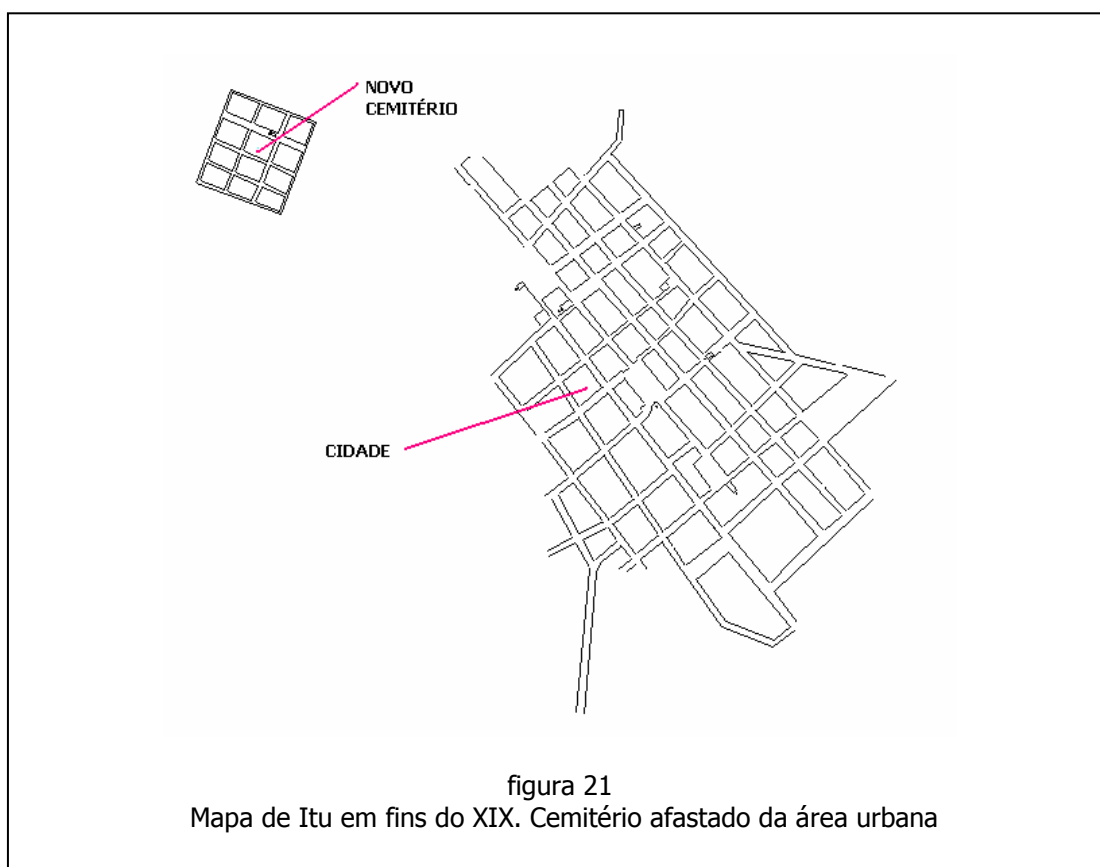 NOVO
CEMITÉRIO
CIDADE
figura 21
Mapa de Itu em fins do XIX. Cemitério afastado da área urbana